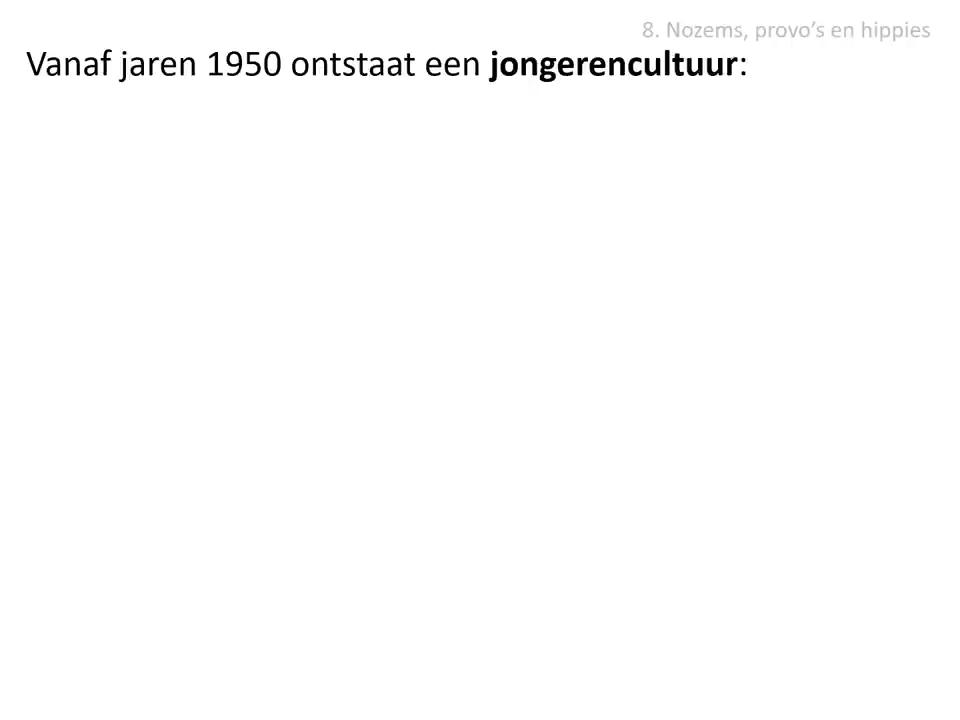 8. Nozems, provo’s en hippies
Vanaf jaren 1950 ontstaat een jongerencultuur: